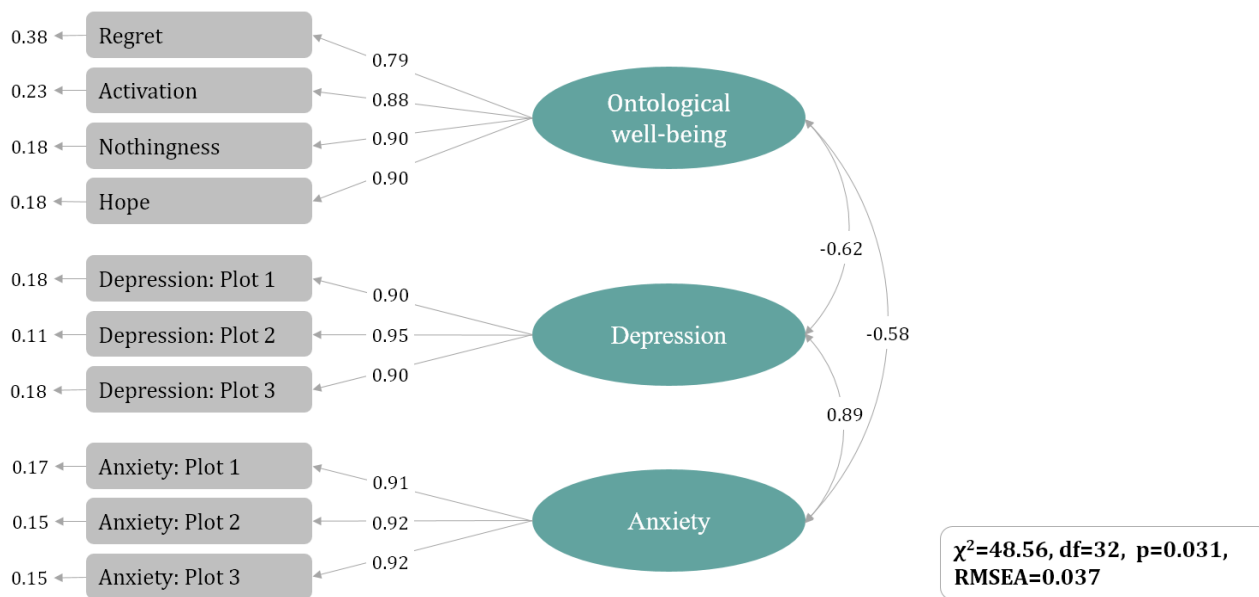 0.38
Regret
0.79
0.23
Activation
0.88
0.18
Nothingness
0.90
0.18
Hope
0.90
Ontological
well-being
-0.62
-0.58
0.18
Depression: Plot 1
0.90
0.11
Depression: Plot 2
0.95
0.18
Depression: Plot 3
0.90
Depression
0.89
0.17
Anxiety: Plot 1
0.91
0.15
Anxiety: Plot 2
0.92
0.15
Anxiety: Plot 3
0.92
Anxiety
χ²=48.56, df=32, p=0.031,
RMSEA=0.037